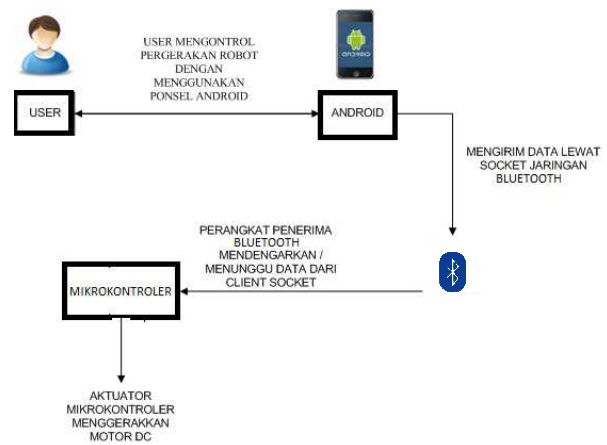 USER MENGONTROL
PERGERAKAN ROBOT
DENGAN
MENGGUNAKAN
PONSEL ANDROID
ANDROID
USER
ANDROID
MENGIRIM DATA LEWAT
SOCKET JARINGAN
BLUETOOTH
PERANGKAT PENERIMA
BLUETOOTH
MENDENGARKAN /
MENUNGGU DATA DARI
CLIENT SOCKET
MIKROKONTROLER
AKTUATOR
MIKROKONTROLER
MENGGERAKKAN
MOTOR DC